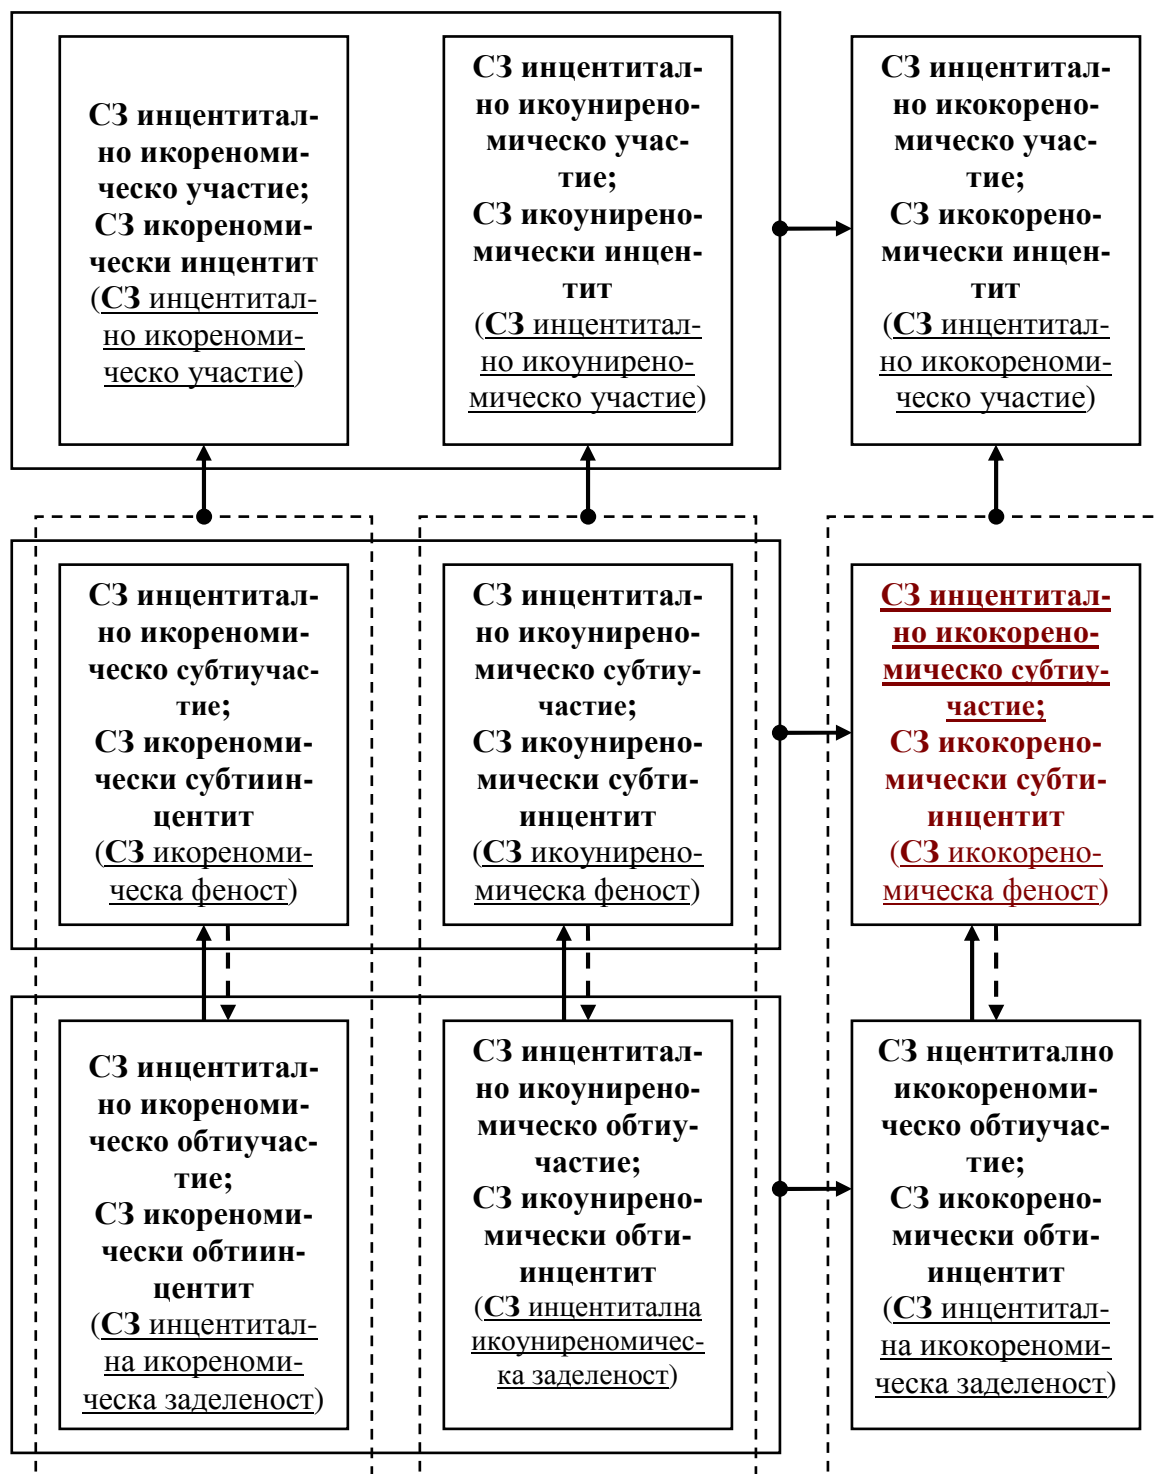 СЗ инцентитал-
но икореноми-
ческо участие;
СЗ икореноми-
чески инцентит
(СЗ инцентитал-
но икореноми-
ческо участие)
СЗ инцентитал-
но икоунирено-
мическо учас-
тие;
СЗ икоунирено-
мически инцен-
тит
(СЗ инцентитал-
но икоунирено-
мическо участие)
СЗ инцентитал-
но икокорено-
мическо учас-
тие;
СЗ икокорено-
мически инцен-
тит
(СЗ инцентитал-
но икокореноми-
ческо участие)
СЗ инцентитал-
но икореноми-
ческо субтиучас-
тие;
СЗ икореноми-
чески субтиин-
центит
(СЗ икореноми-
ческа феност)
СЗ инцентитал-
но икоунирено-
мическо субтиу-
частие;
СЗ икоунирено-
мически субти-
инцентит
(СЗ икоунирено-
мическа феност)
СЗ инцентитал-
но икокорено-
мическо субтиу-
частие;
СЗ икокорено-
мически субти-
инцентит
(СЗ икокорено-
мическа феност)
СЗ инцентитал-
но икореноми-
ческо обтиучас-
тие;
СЗ икореноми-
чески обтиин-
центит
(СЗ инцентитал-
на икореноми-
ческа заделеност)
СЗ инцентитал-
но икоунирено-
мическо обтиу-
частие;
СЗ икоунирено-
мически обти-
инцентит
(СЗ инцентитална
икоуниреномичес-
ка заделеност)
СЗ нцентитално
икокореноми-
ческо обтиучас-
тие;
СЗ икокорено-
мически обти-
инцентит
(СЗ инцентитал-
на икокореноми-
ческа заделеност)